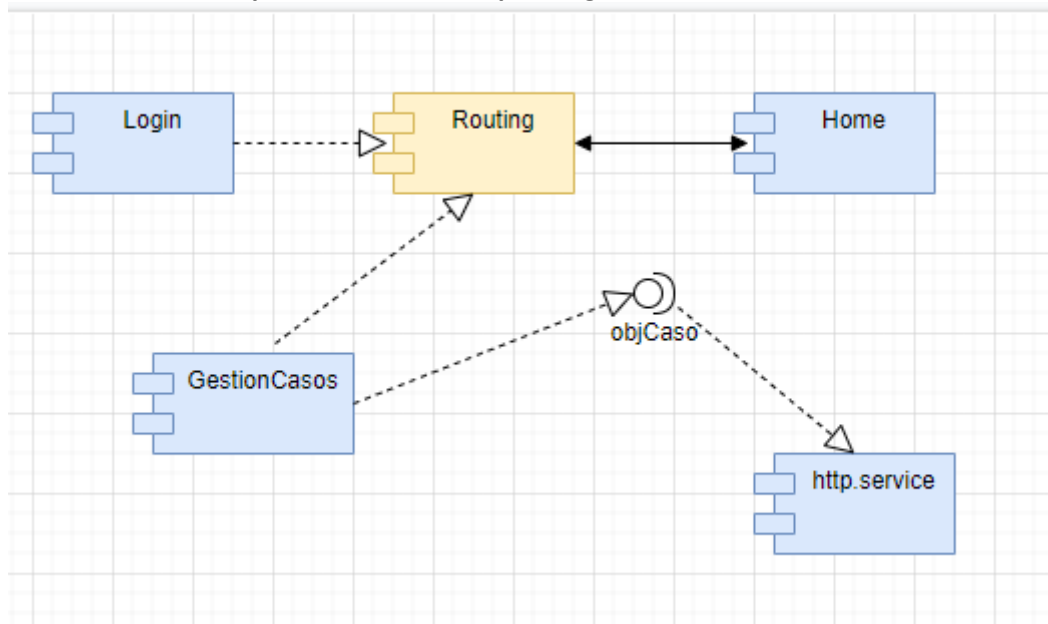 Login
Routing
Home
objCaso
GestionCasos
http.service